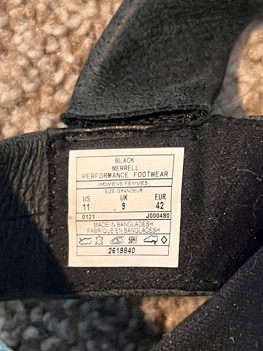 BLACK
MERRELL
PERFORMANCE FOOTWEAR
WOMENS-FEMMES
SIZE-GRANDEUR
US UK EUR
11 9 42
0121 J000480
MADE IN BANGLADESH
FABRIQUE EN BANGLADESH
2619840